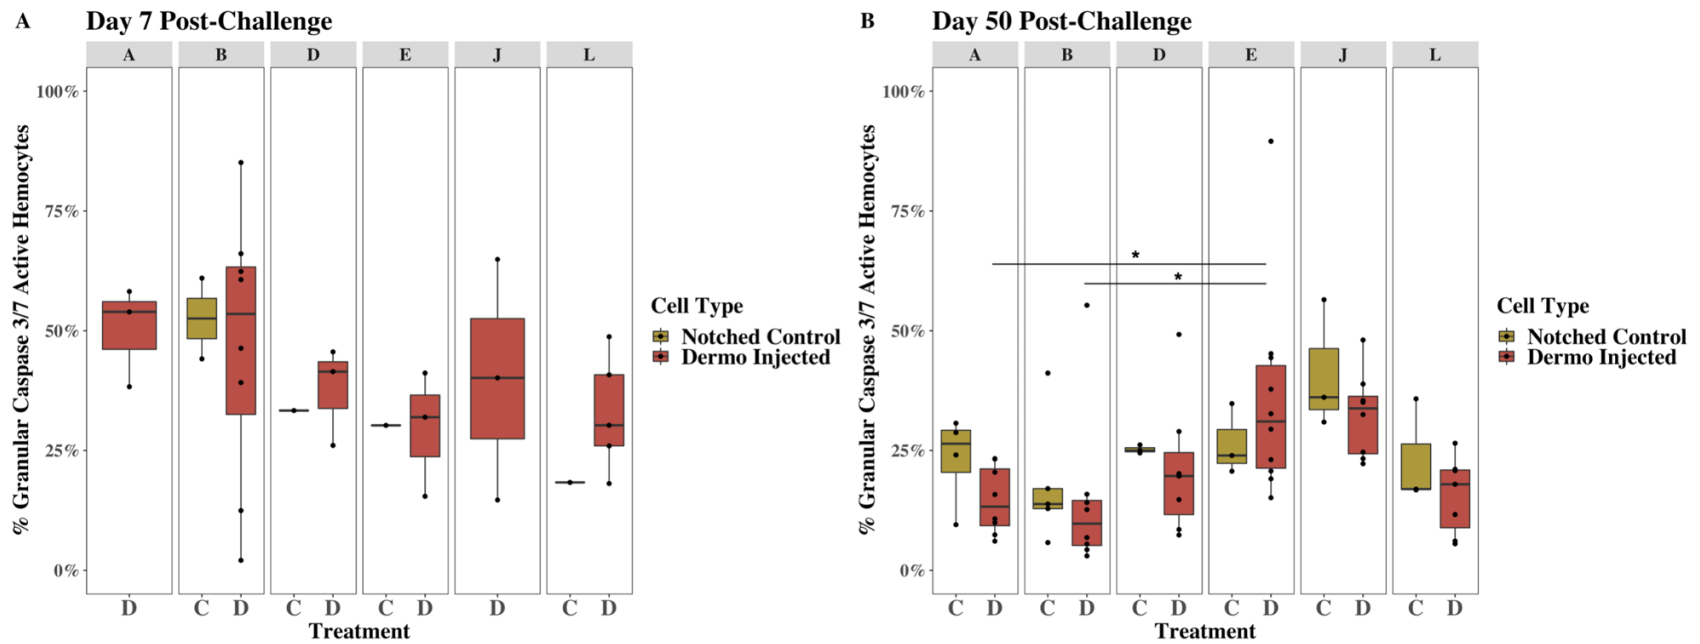 A
Day 7 Post-Challenge
A B D E J L
% Granular Caspase 3/7 Active Hemocytes
100%
75%
50%
25%
0%
D C D C D C D D C D
Treatment
Cell Type
Notched Control
Dermo Injected
B
Day 50 Post-Challenge
A B D E J L
% Granular Caspase 3/7 Active Hemocytes
100%
75%
50%
25%
0%
*
*
C D C D C D C D C D C D
Treatment
Cell Type
Notched Control
Dermo Injected